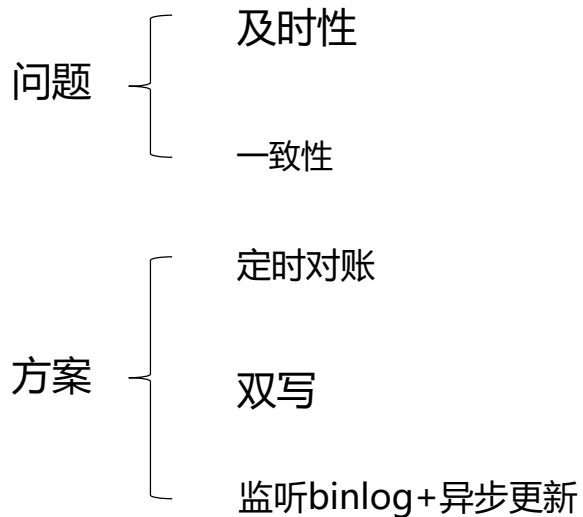 问题
及时性
一致性
方案
定时对账
双写
监听binlog+异步更新